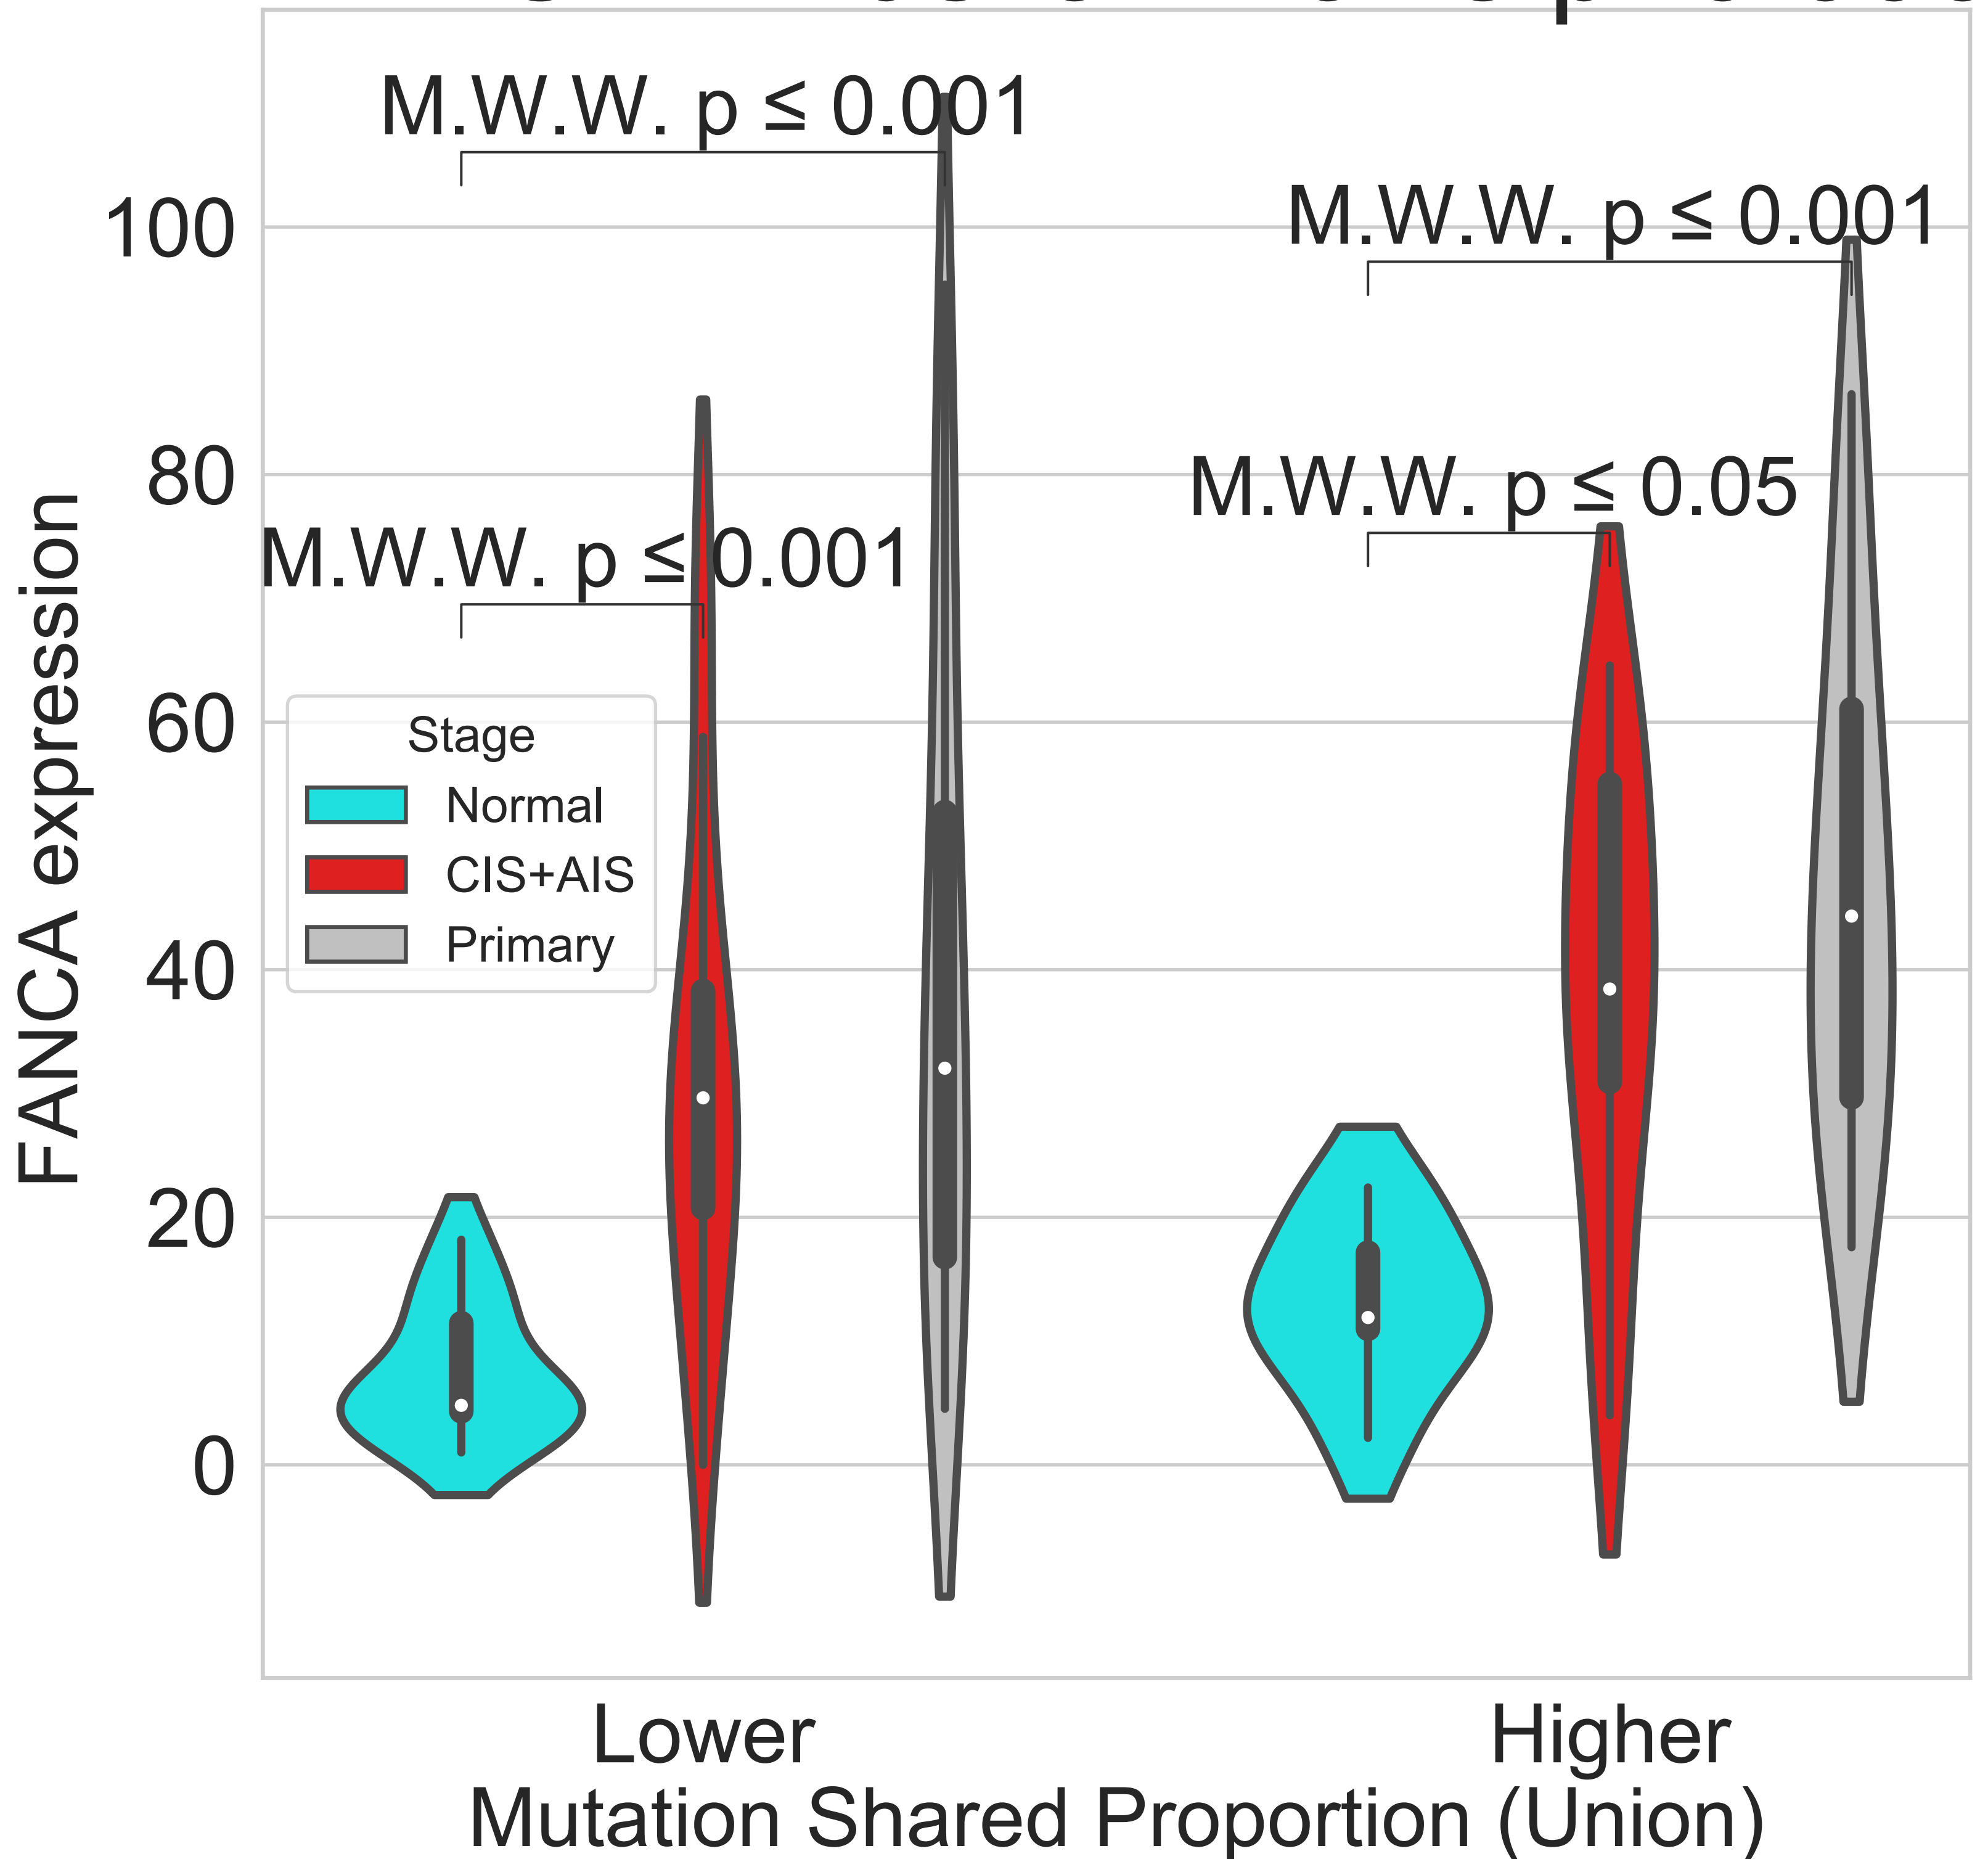 M.W.W. p ≤ 0.001
M.W.W. p ≤ 0.001
M.W.W. p ≤ 0.05
M.W.W. p ≤ 0.001
100
80
60
40
20
0
FANCA expression
Stage
Normal
CIS+AIS
Primary
Lower
Higher
Mutation Shared Proportion (Union)